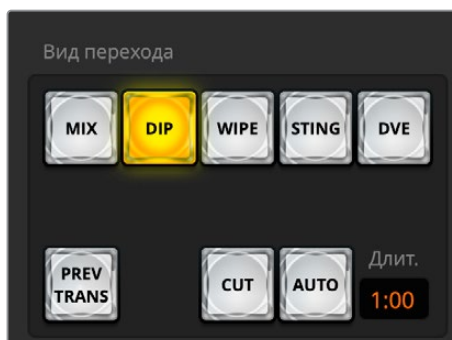 Вид перехода
MIX DIP WIPE STING DVE
Длит.
PREV TRANS CUT AUTO 1:00